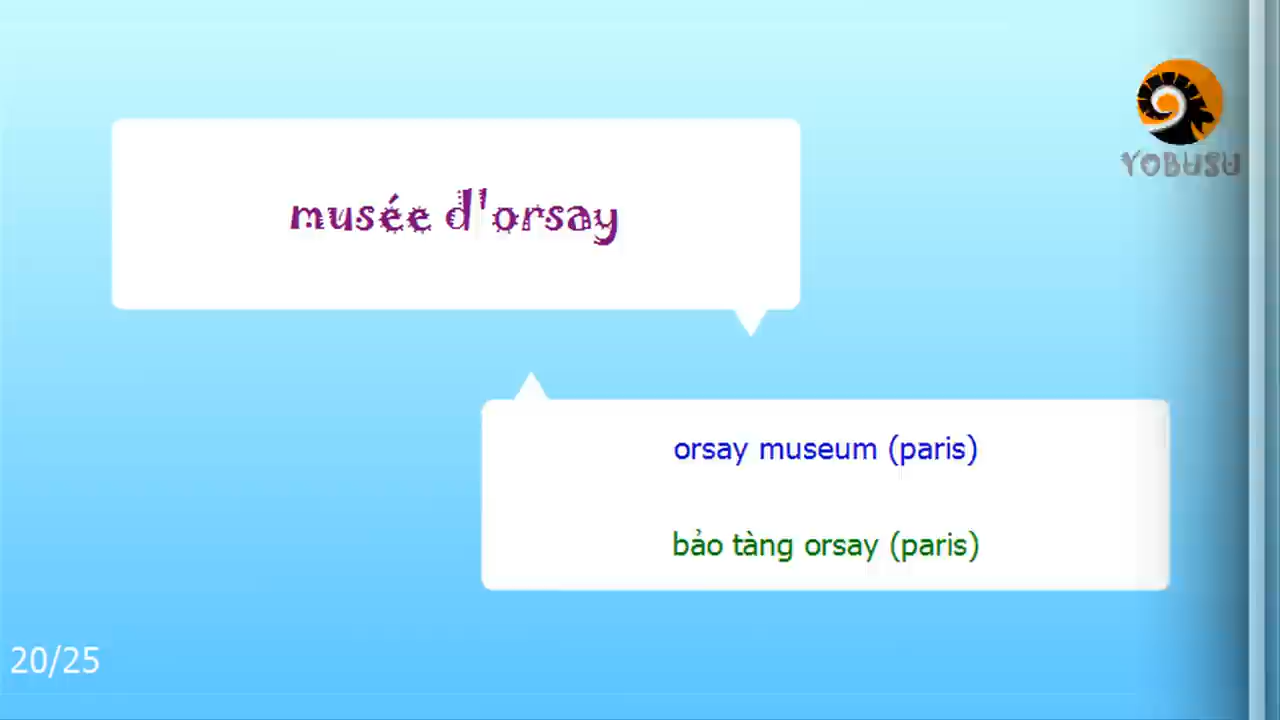 YOBUSU
musée d'orsay
orsay museum (paris)
bảo tàng orsay (paris)
20/25